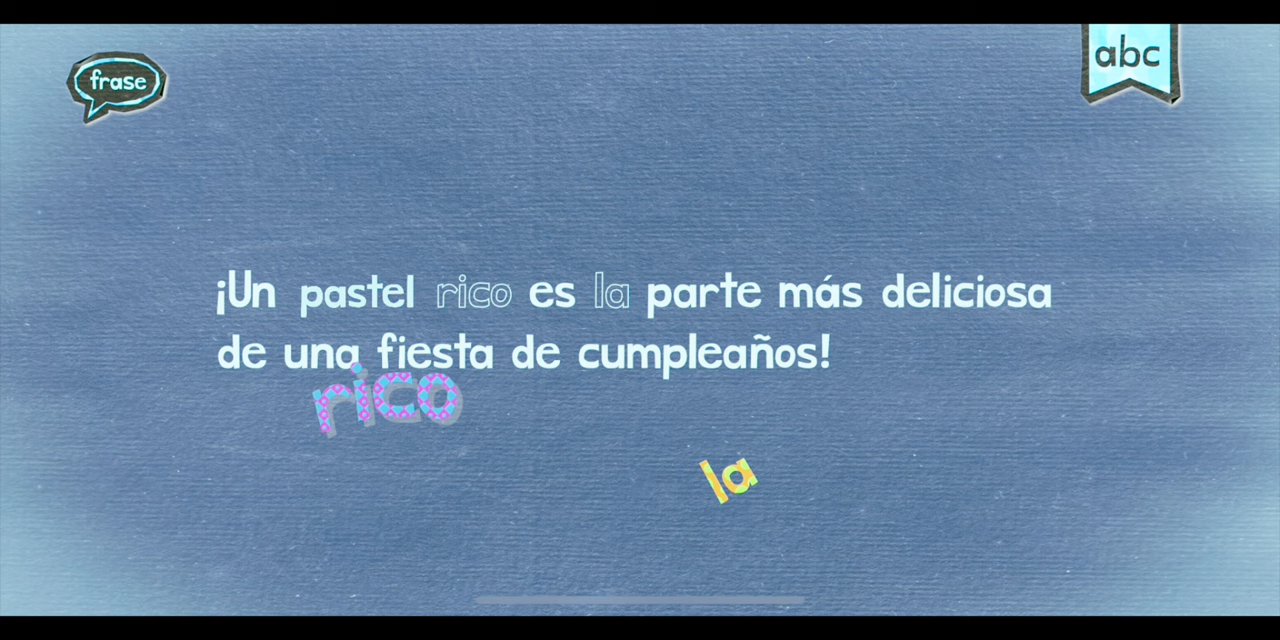 frase
abc
¡Un pastel rico es la parte más deliciosa
de una fiesta de cumpleaños!
rico
la